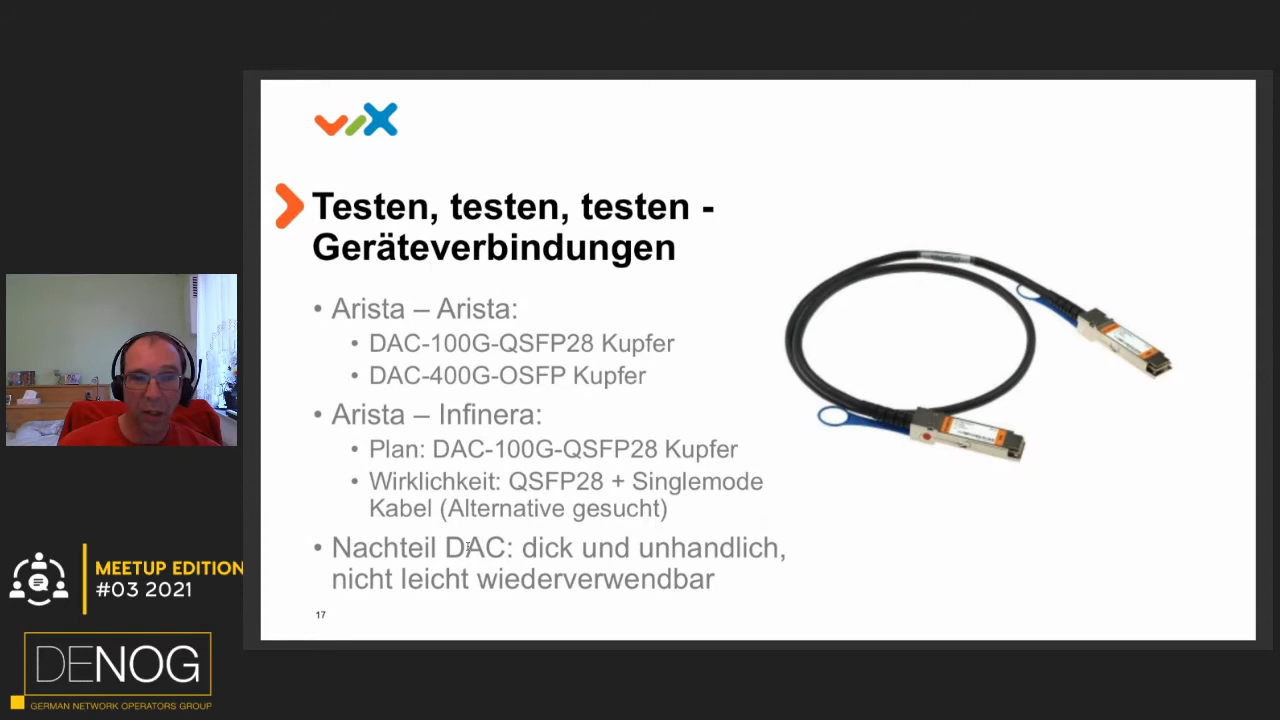 vix
Testen, testen, testen -
Geräteverbindungen
• Arista – Arista:
• DAC-100G-QSFP28 Kupfer
• DAC-400G-OSFP Kupfer
• Arista – Infinera:
• Plan: DAC-100G-QSFP28 Kupfer
• Wirklichkeit: QSFP28 + Singlemode
Kabel (Alternative gesucht)
• Nachteil DAC: dick und unhandlich,
nicht leicht wiederverwendbar
17
MEETUP EDITION
#03 2021
DENOG
GERMAN NETWORK OPERATORS GROUP